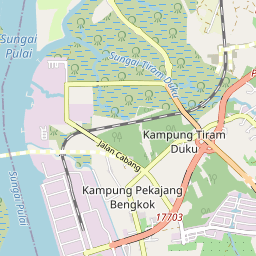 Sungai
Pulai
Sungai Tiram Duku
Jalan Cabang
Kampung Tiram
Duku
Kampung Pekajang
Bengkok
Sungai Pulai
17703